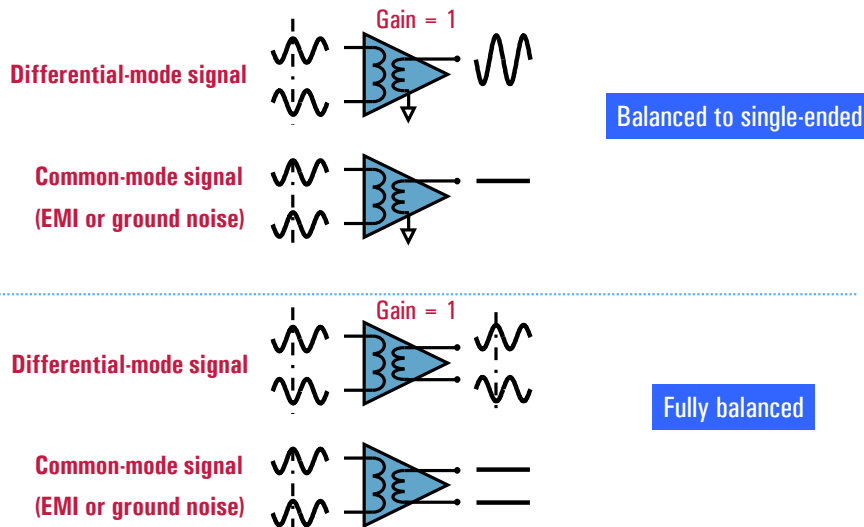 Gain = 1
Differential-mode signal
Balanced to single-ended
Common-mode signal
(EMI or ground noise)
Gain = 1
Differential-mode signal
Fully balanced
Common-mode signal
(EMI or ground noise)